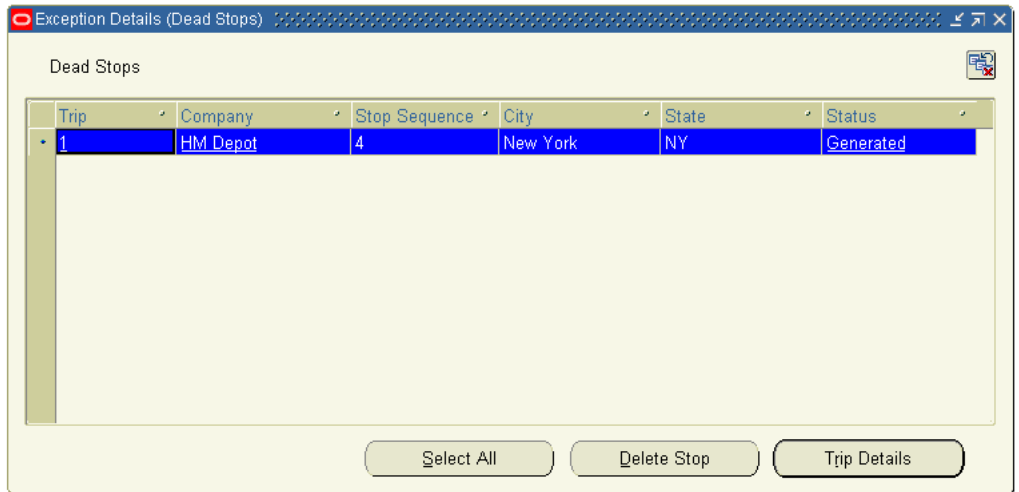 Exception Details (Dead Stops)
Dead Stops
Trip Company Stop Sequence City State Status
1 HM Depot 4 New York NY Generated
Select All Delete Stop Trip Details